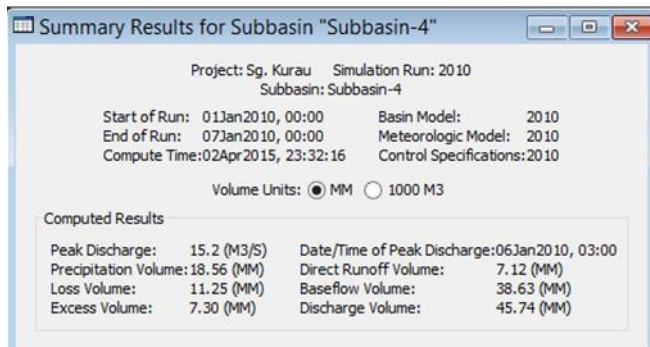 Summary Results for Subbasin "Subbasin-4"
Project: Sg. Kurau Simulation Run: 2010
Subbasin: Subbasin-4
Start of Run: 01Jan2010, 00:00 Basin Model: 2010
End of Run: 07Jan2010, 00:00 Meteorologic Model: 2010
Compute Time:02Apr2015, 23:32:16 Control Specifications:2010
Volume Units: MM 1000 M3
Computed Results
Peak Discharge: 15.2 (M3/S) Date/Time of Peak Discharge:06Jan2010, 03:00
Precipitation Volume:18.56 (MM) Direct Runoff Volume: 7.12 (MM)
Loss Volume: 11.25 (MM) Baseflow Volume: 38.63 (MM)
Excess Volume: 7.30 (MM) Discharge Volume: 45.74 (MM)